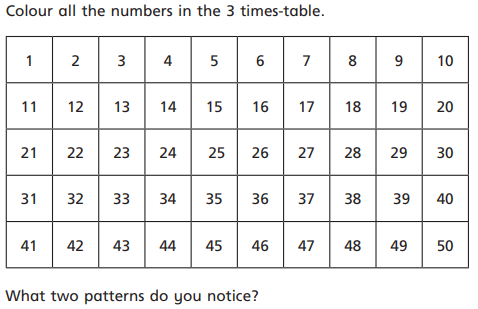 Colour all the numbers in the 3 times-table.
1 2 3 4 5 6 7 8 9 10
11 12 13 14 15 16 17 18 19 20
21 22 23 24 25 26 27 28 29 30
31 32 33 34 35 36 37 38 39 40
41 42 43 44 45 46 47 48 49 50
What two patterns do you notice?